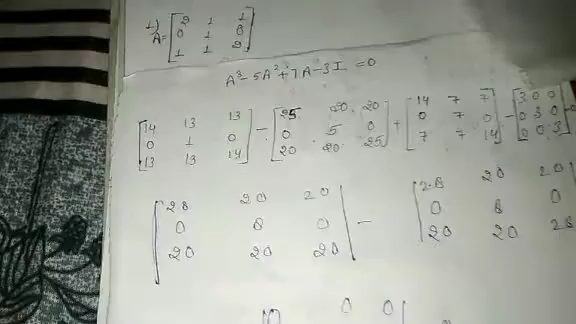 1)
A = [2 1 1
0 1 0
1 1 2]
A³ - 5A² + 7A - 3I = 0
[14 13 13 ] - [25 20 20 ] + [14 7 7 ] - [3 0 0
0 1 0 0 5 0 0 7 0 0 3 0
13 13 14 20 20 25 7 7 14 0 0 3]
[28 20 20 ] - [28 20 20
0 8 0 0 8 0
20 20 28 20 20 28]
0 0